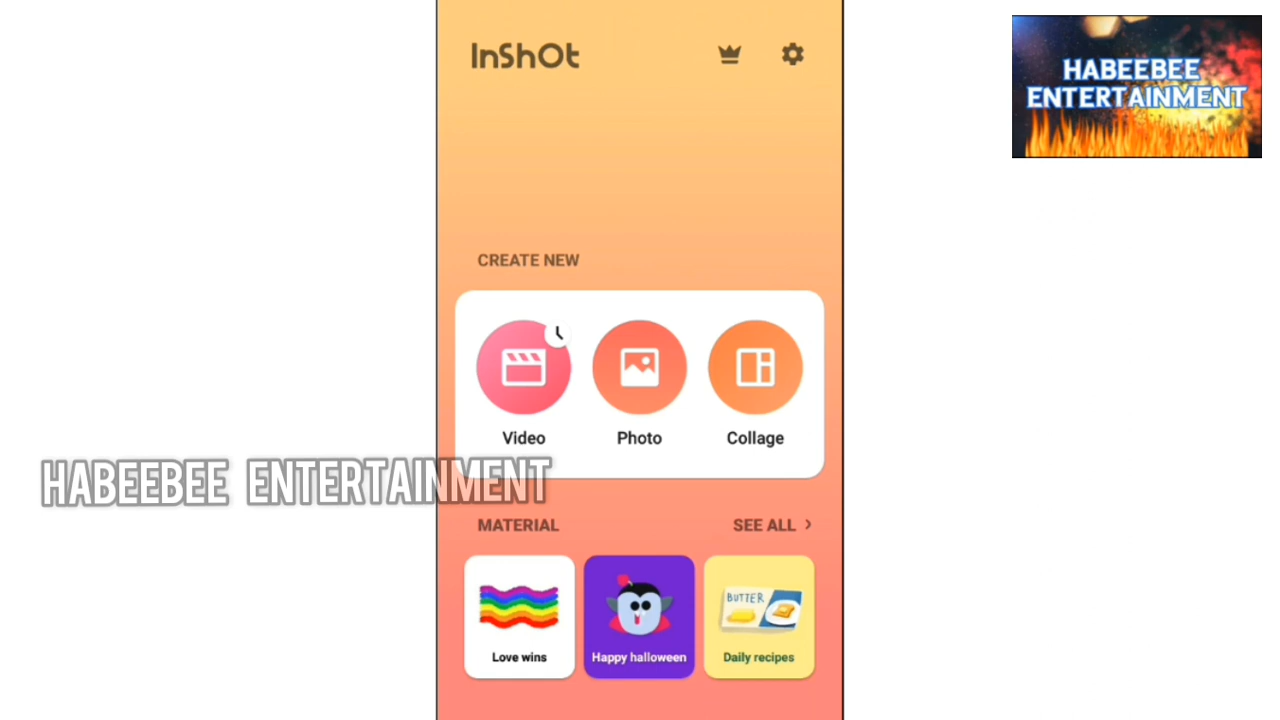 InShOt
HABEEBEE
ENTERTAINMENT
CREATE NEW
Video
Photo
Collage
HABEEBEE ENTERTAINMENT
MATERIAL
SEE ALL >
BUTTER
Love wins
Happy halloween
Daily recipes